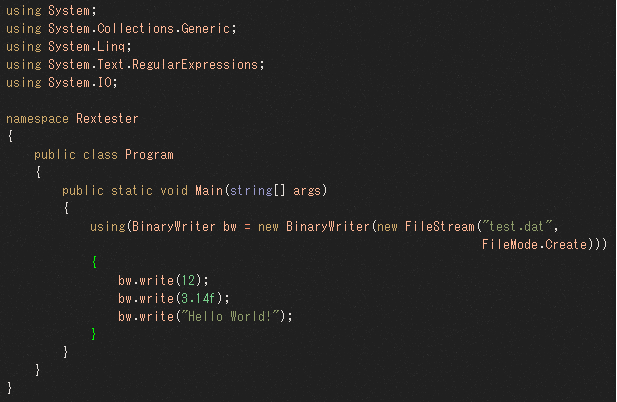 using System;
using System.Collections.Generic;
using System.Linq;
using System.Text.RegularExpressions;
using System.IO;

namespace Rextester
{
    public class Program
    {
        public static void Main(string[] args)
        {
            using(BinaryWriter bw = new BinaryWriter(new FileStream("test.dat",
                                                                    FileMode.Create)))
            {
                bw.write(12);
                bw.write(3.14f);
                bw.write("Hello World!");
            }
        }
    }
}